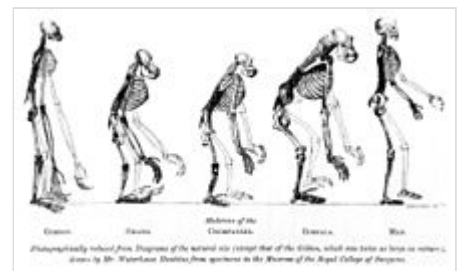 Skeletons of the
GIBBON. ORANG. CHIMPANZEE. GORILLA. MAN.
Photographically reduced from Diagrams of the natural size (except that of the Gibbon, which was twice as large as nature),
drawn by Mr. Waterhouse Hawkins from specimens in the Museum of the Royal College of Surgeons.